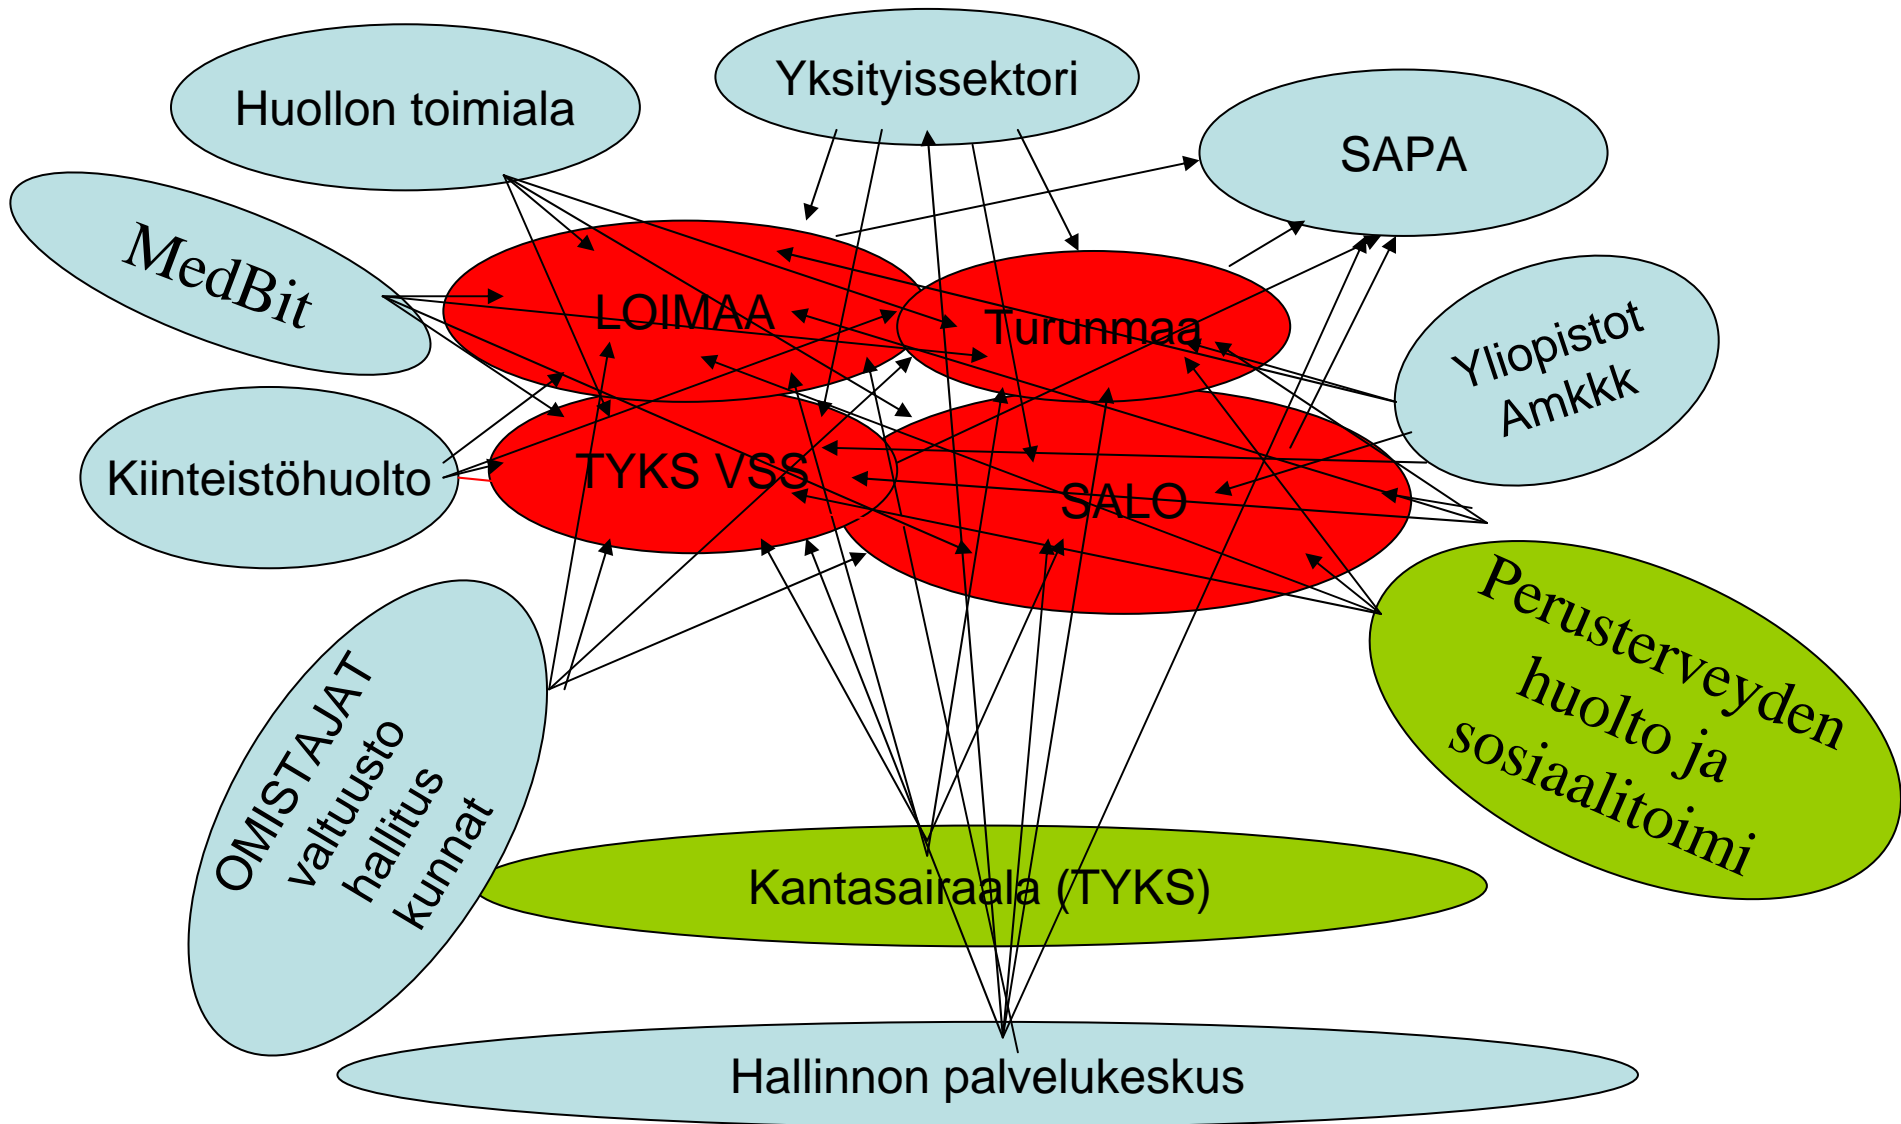 Yksityissektori
Huollon toimiala
SAPA
MedBit
LOIMAA
Turunmaa
Yliopistot
Amkkk
Kiinteistöhuolto
TYKS VSS
SALO
Perusterveyden
huolto ja
sosiaalitoimi
OMISTAJAT
valtuusto
hallitus
kunnat
Kantasairaala (TYKS)
Hallinnon palvelukeskus